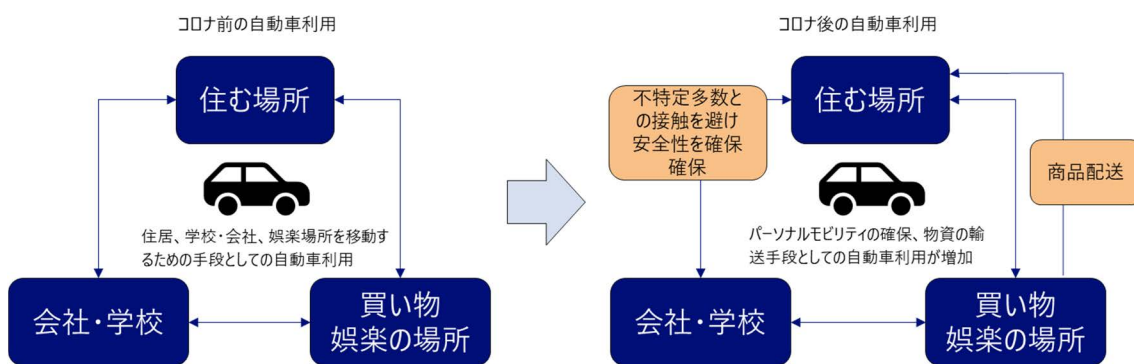 コロナ前の自動車利用
住む場所
住居、学校・会社、娯楽場所を移動す
るための手段としての自動車利用
会社・学校
買い物
娯楽の場所
コロナ後の自動車利用
不特定多数と
の接触を避け
安全性を確保
確保
住む場所
商品配送
パーソナルモビリティの確保、物資の輸
送手段としての自動車利用が増加
会社・学校
買い物
娯楽の場所